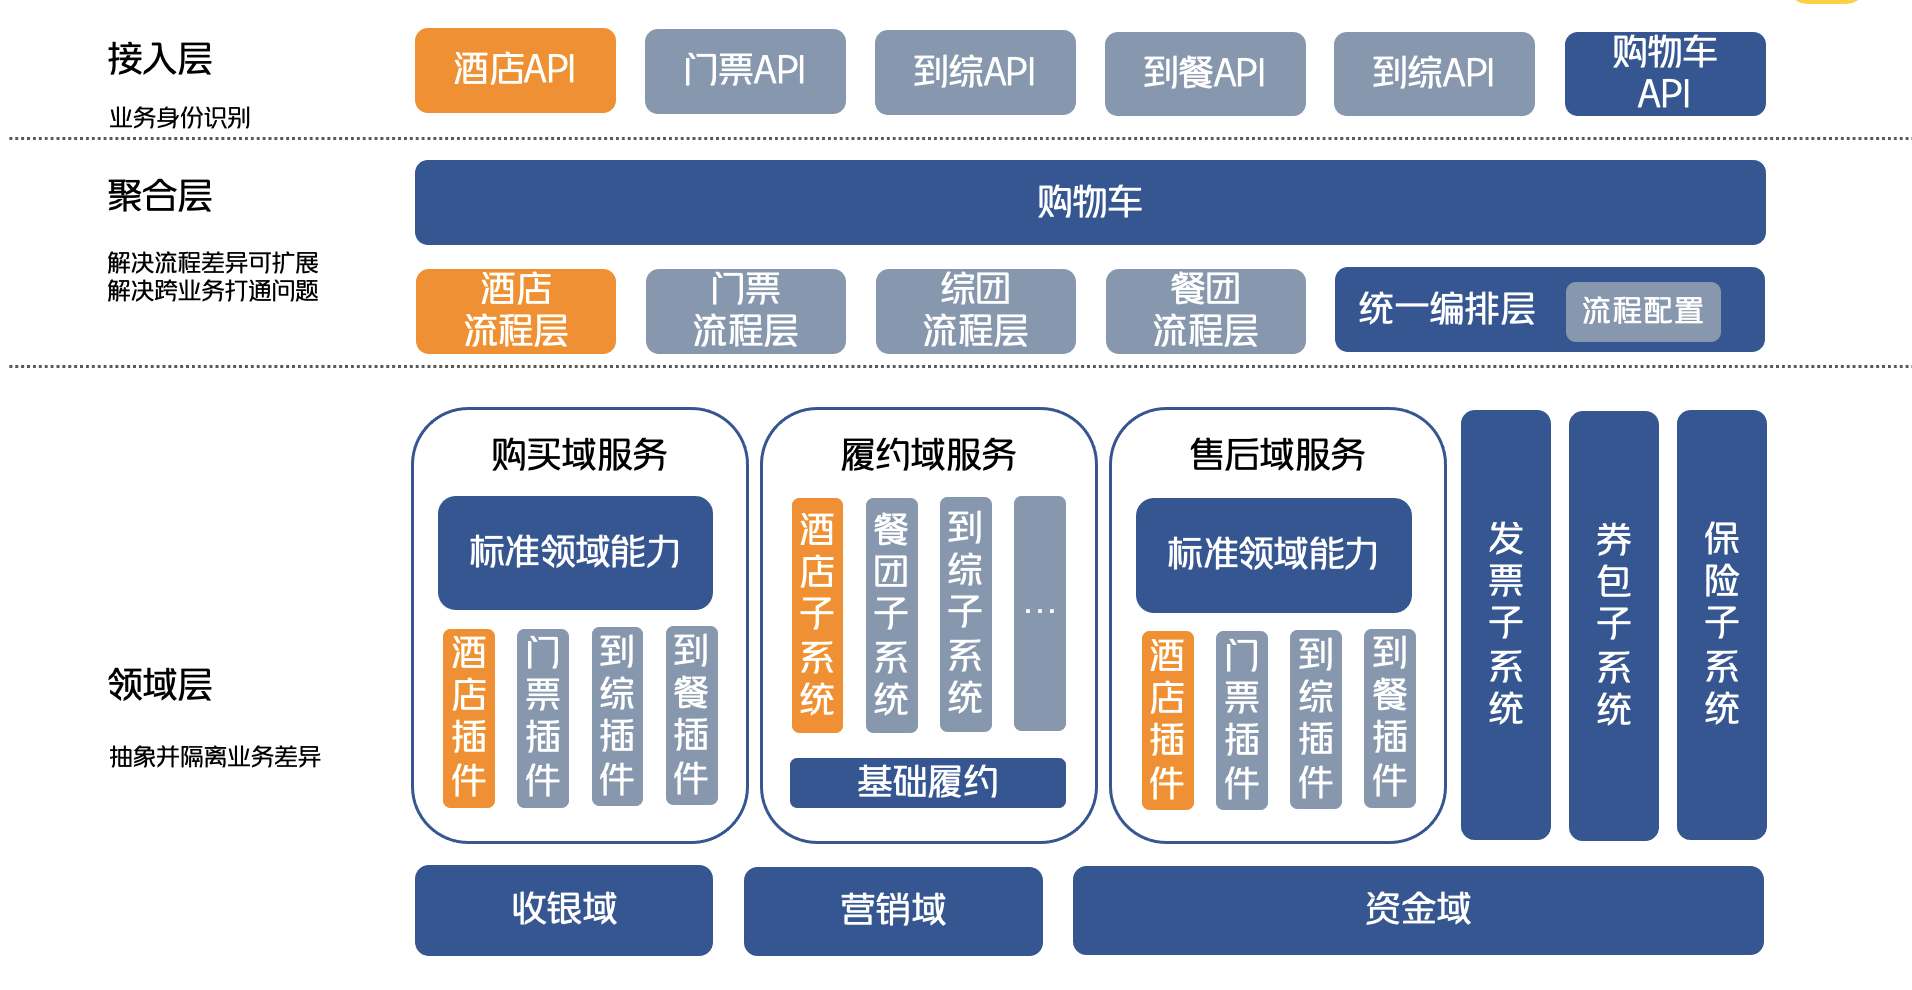 接入层
业务身份识别
酒店API
门票API
到综API
到餐API
到综API
购物车
API
聚合层
解决流程差异可扩展
解决跨业务打通问题
购物车
酒店
流程层
门票
流程层
综团
流程层
餐团
流程层
统一编排层
流程配置
领域层
抽象并隔离业务差异
购买域服务
标准领域能力
酒店插件
门票插件
到综插件
到餐插件
履约域服务
酒店子系统
餐团子系统
到综子系统
...
基础履约
售后域服务
标准领域能力
酒店插件
门票插件
到综插件
到餐插件
发票子系统
券包子系统
保险子系统
收银域
营销域
资金域